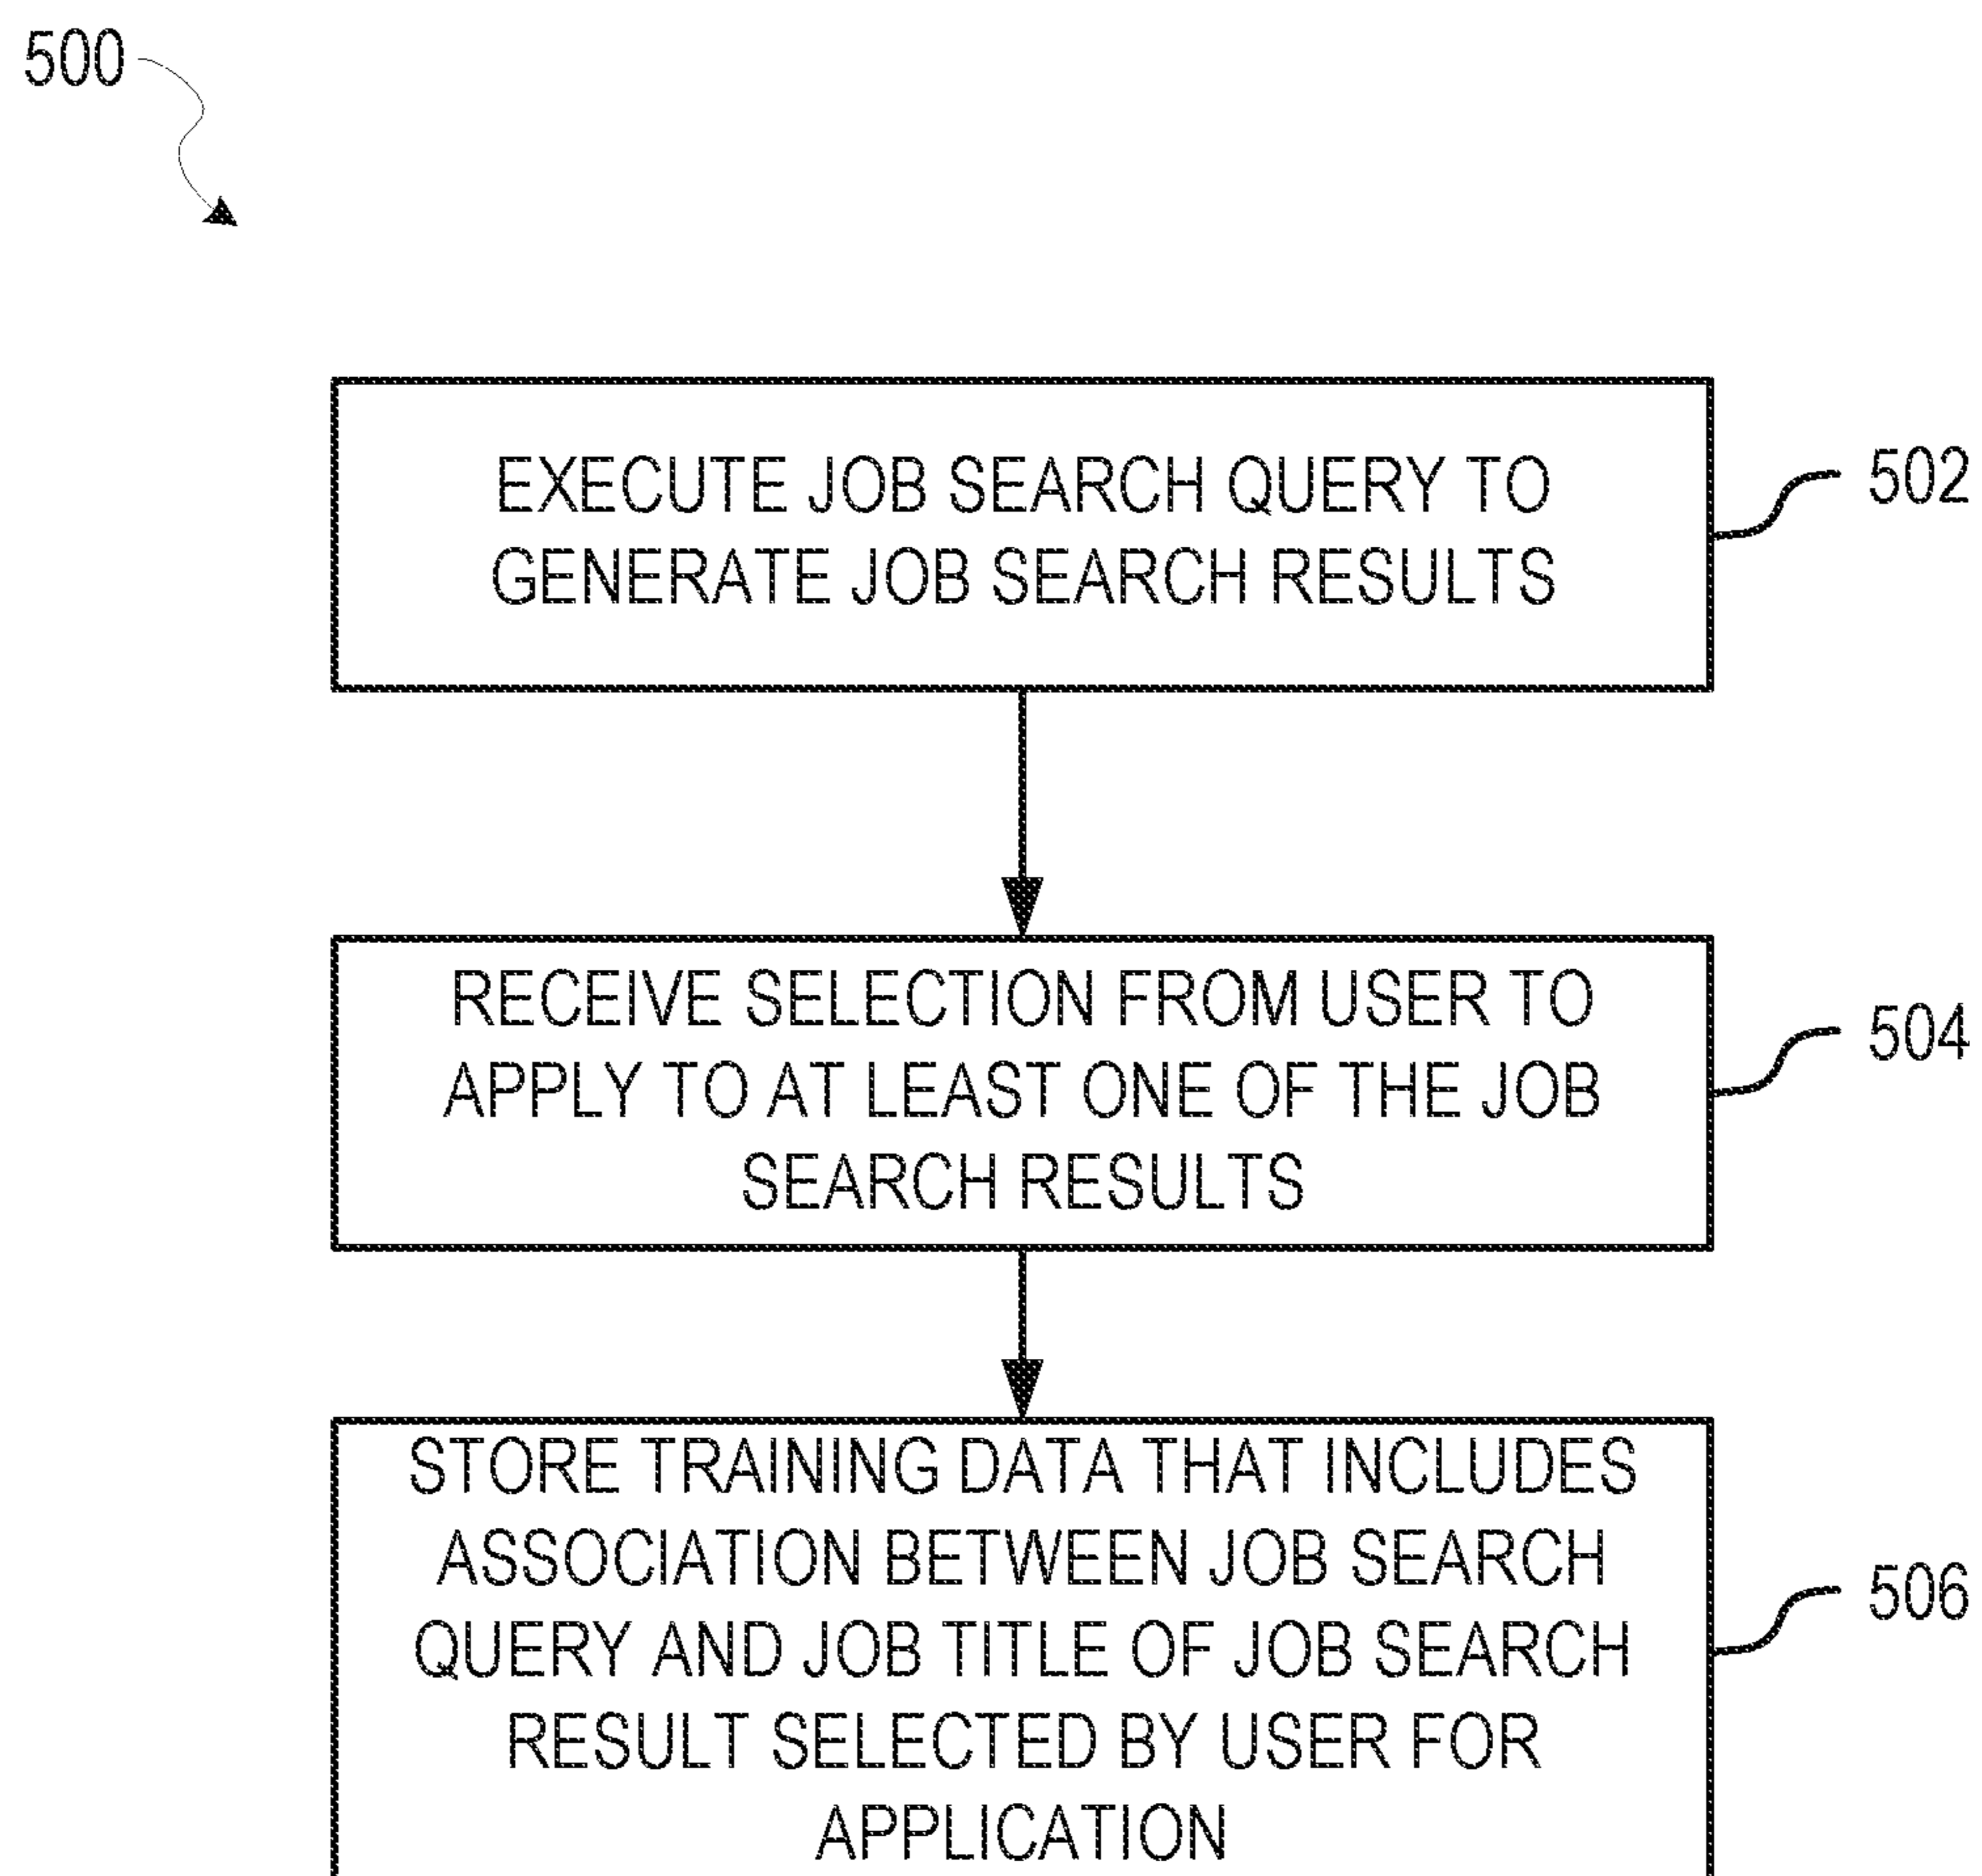 500
EXECUTE JOB SEARCH QUERY TO
GENERATE JOB SEARCH RESULTS
502
RECEIVE SELECTION FROM USER TO
APPLY TO AT LEAST ONE OF THE JOB
SEARCH RESULTS
504
STORE TRAINING DATA THAT INCLUDES
ASSOCIATION BETWEEN JOB SEARCH
QUERY AND JOB TITLE OF JOB SEARCH
RESULT SELECTED BY USER FOR
APPLICATION
506